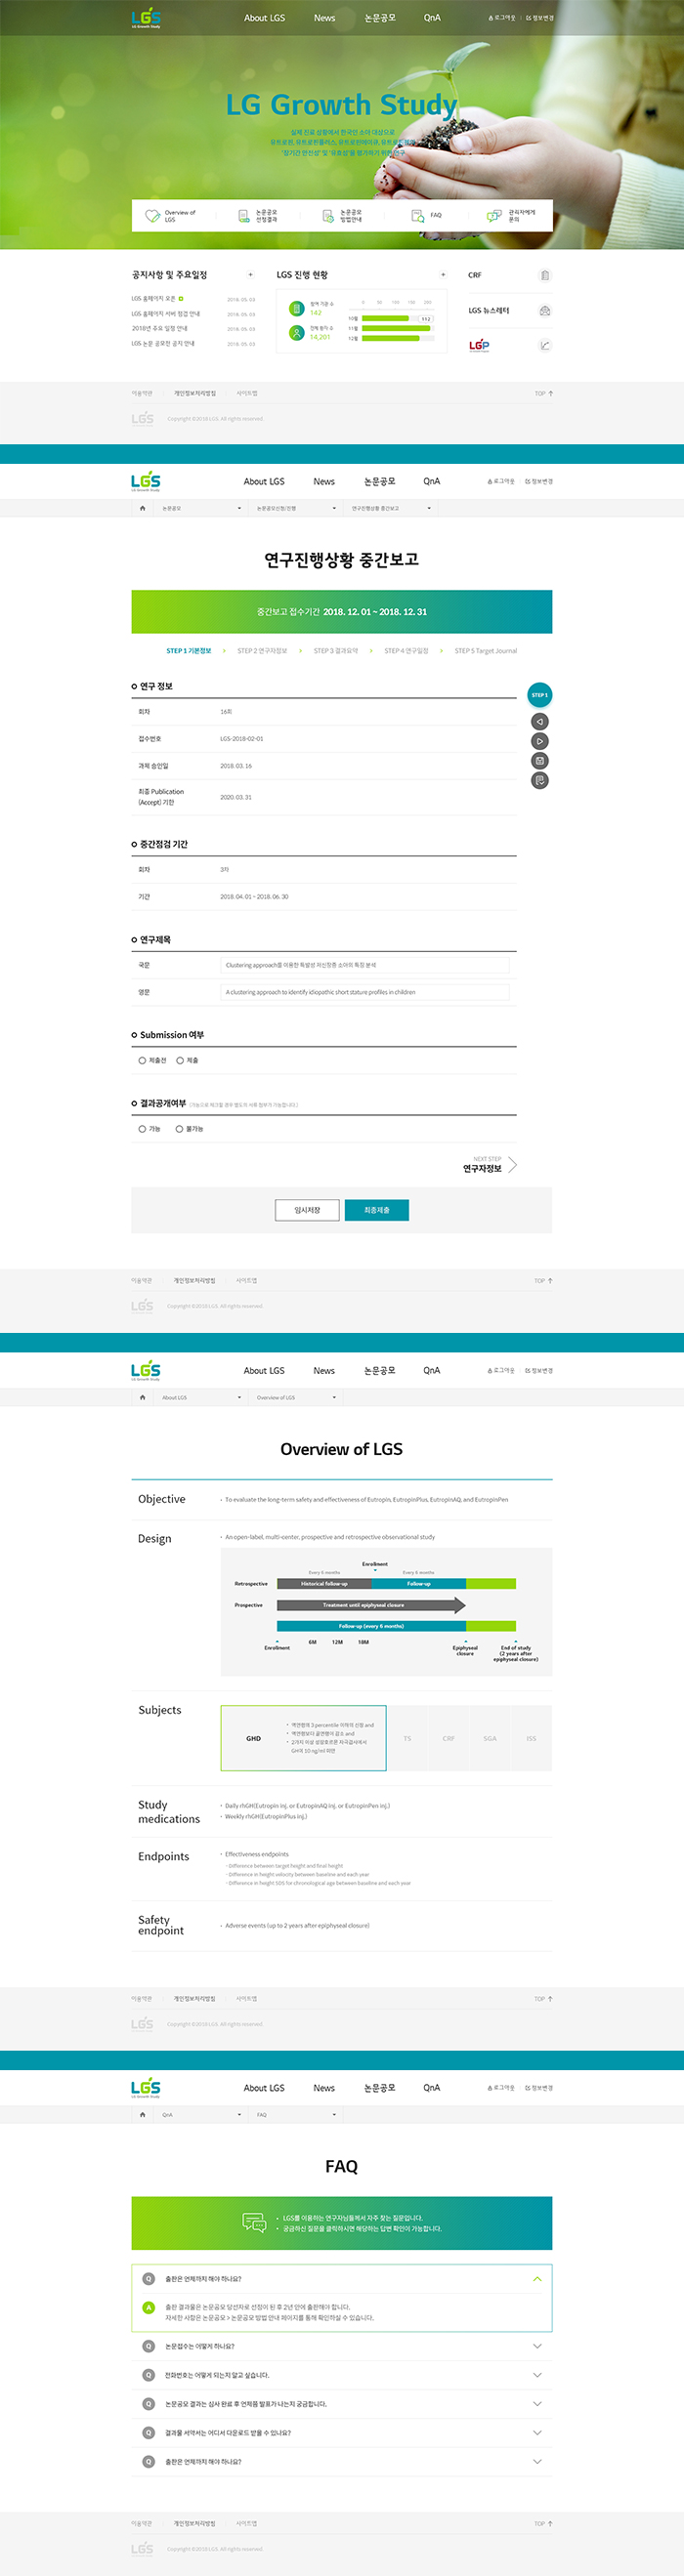 LGS
LG Growth Study
About LGS
News
논문공모
QnA
로그아웃
정보변경
LG Growth Study
실제 진료 상황에서 한국인 소아 대상으로
유트로핀, 유트로핀플러스, 유트로핀에이큐, 유트로핀펜의
'장기간 안전성' 및 '유효성'을 평가하기 위한 연구
Overview of
LGS
논문공모
선정결과
논문공모
방법안내
FAQ
관리자에게
문의
공지사항 및 주요일정
LGS 홈페이지 오픈
2018. 05. 03
LGS 홈페이지 서버 점검 안내
2018. 05. 03
2018년 주요 일정 안내
2018. 05. 03
LGS 논문 공모전 공지 안내
2018. 05. 03
LGS 진행 현황
참여 기관 수
142
전체 환자 수
14,201
0 50 100 150 200
10월
112
11월
12월
CRF
LGS 뉴스레터
LGP
이용약관
개인정보처리방침
사이트맵
TOP
LGS
Copyright ©2018 LGS. All rights reserved.
LGS
LG Growth Study
About LGS
News
논문공모
QnA
로그아웃
정보변경
논문공모
논문공모신청/진행
연구진행상황 중간보고
연구진행상황 중간보고
중간보고 접수기간 2018. 12. 01 ~ 2018. 12. 31
STEP 1 기본정보
STEP 2 연구자정보
STEP 3 결과요약
STEP 4 연구일정
STEP 5 Target Journal
STEP 1
연구 정보
회차
16회
접수번호
LGS-2018-02-01
과제 승인일
2018. 03. 16
최종 Publication
(Accept) 기한
2020. 03. 31
중간점검 기간
회차
3차
기간
2018. 04. 01 ~ 2018. 06. 30
연구제목
국문
Clustering approach를 이용한 특발성 저신장증 소아의 특징 분석
영문
A clustering approach to identify idiopathic short stature profiles in children
Submission 여부
제출전
제출
결과공개여부
가능
불가능
NEXT STEP
연구자정보
임시저장
최종제출
이용약관
개인정보처리방침
사이트맵
TOP
LGS
Copyright ©2018 LGS. All rights reserved.
LGS
LG Growth Study
About LGS
News
논문공모
QnA
로그아웃
정보변경
About LGS
Overview of LGS
Overview of LGS
Objective
To evaluate the long-term safety and effectiveness of Eutropin, EutropinPlus, EutropinAQ, and EutropinPen
Design
An open-label, multi-center, prospective and retrospective observational study
Enrollment
Every 6 months
Every 6 months
Retrospective
Historical follow-up
Follow-up
Prospective
Treatment until epiphyseal closure
Follow-up (every 6 months)
Enrollment
6M
12M
18M
Epiphyseal
closure
End of study
(2 years after
epiphyseal closure)
Subjects
GHD
역연령의 3 percentile 이하의 신장 and
역연령보다 골연령이 감소 and
2가지 이상 성장호르몬 자극검사에서
GH가 10 ng/ml 미만
TS
CRF
SGA
ISS
Study
medications
Daily rhGH(Eutropin inj. or EutropinAQ inj. or EutropinPen inj.)
Weekly rhGH(EutropinPlus inj.)
Endpoints
Effectiveness endpoints
- Difference between target height and final height
- Difference in height velocity between baseline and each year
- Difference in height SDS for chronological age between baseline and each year
Safety
endpoint
Adverse events (up to 2 years after epiphyseal closure)
이용약관
개인정보처리방침
사이트맵
TOP
LGS
Copyright ©2018 LGS. All rights reserved.
LGS
LG Growth Study
About LGS
News
논문공모
QnA
로그아웃
정보변경
QnA
FAQ
FAQ
LGS를 이용하는 연구자님들께서 자주 찾는 질문입니다.
궁금하신 질문을 클릭하시면 해당하는 답변 확인이 가능합니다.
Q 출판은 언제까지 해야 하나요?
A 출판 결과물은 논문공모 당선자로 선정이 된 후 2년 안에 출판해야 합니다.
자세한 사항은 논문공모 > 논문공모 방법 안내 페이지를 통해 확인하실 수 있습니다.
Q 논문접수는 어떻게 하나요?
Q 전화번호는 어떻게 되는지 알고 싶습니다.
Q 논문공모 결과는 심사 완료 후 언제쯤 발표가 나는지 궁금합니다.
Q 결과물 서약서는 어디서 다운로드 받을 수 있나요?
Q 출판은 언제까지 해야 하나요?
이용약관
개인정보처리방침
사이트맵
TOP
LGS
Copyright ©2018 LGS. All rights reserved.